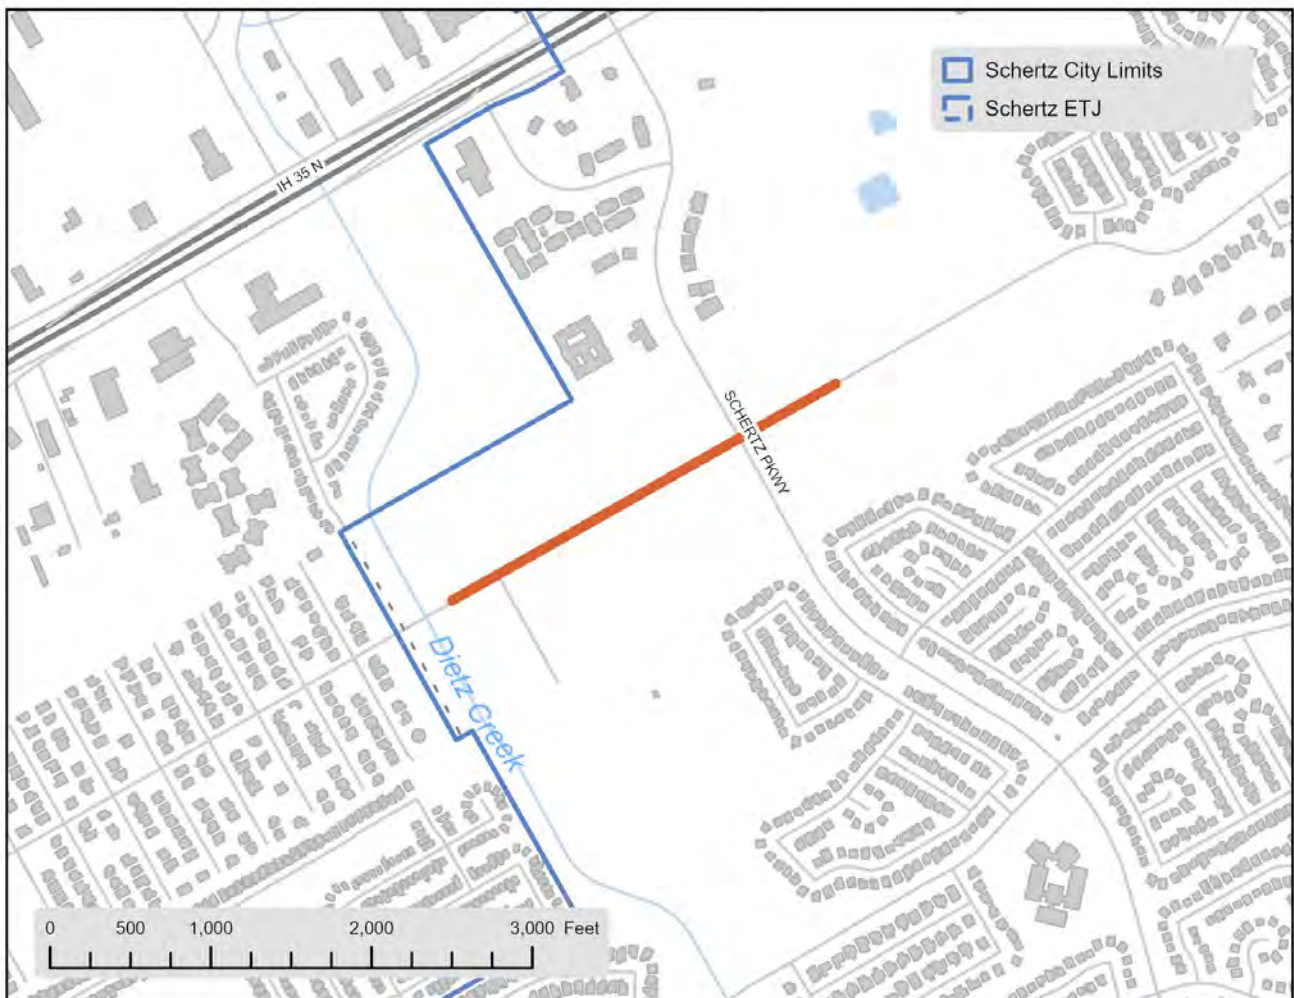 Schertz City Limits
Schertz ETJ
IH 35 N
SCHERTZ PKWY
Dietz Creek
0 500 1,000 2,000 3,000 Feet